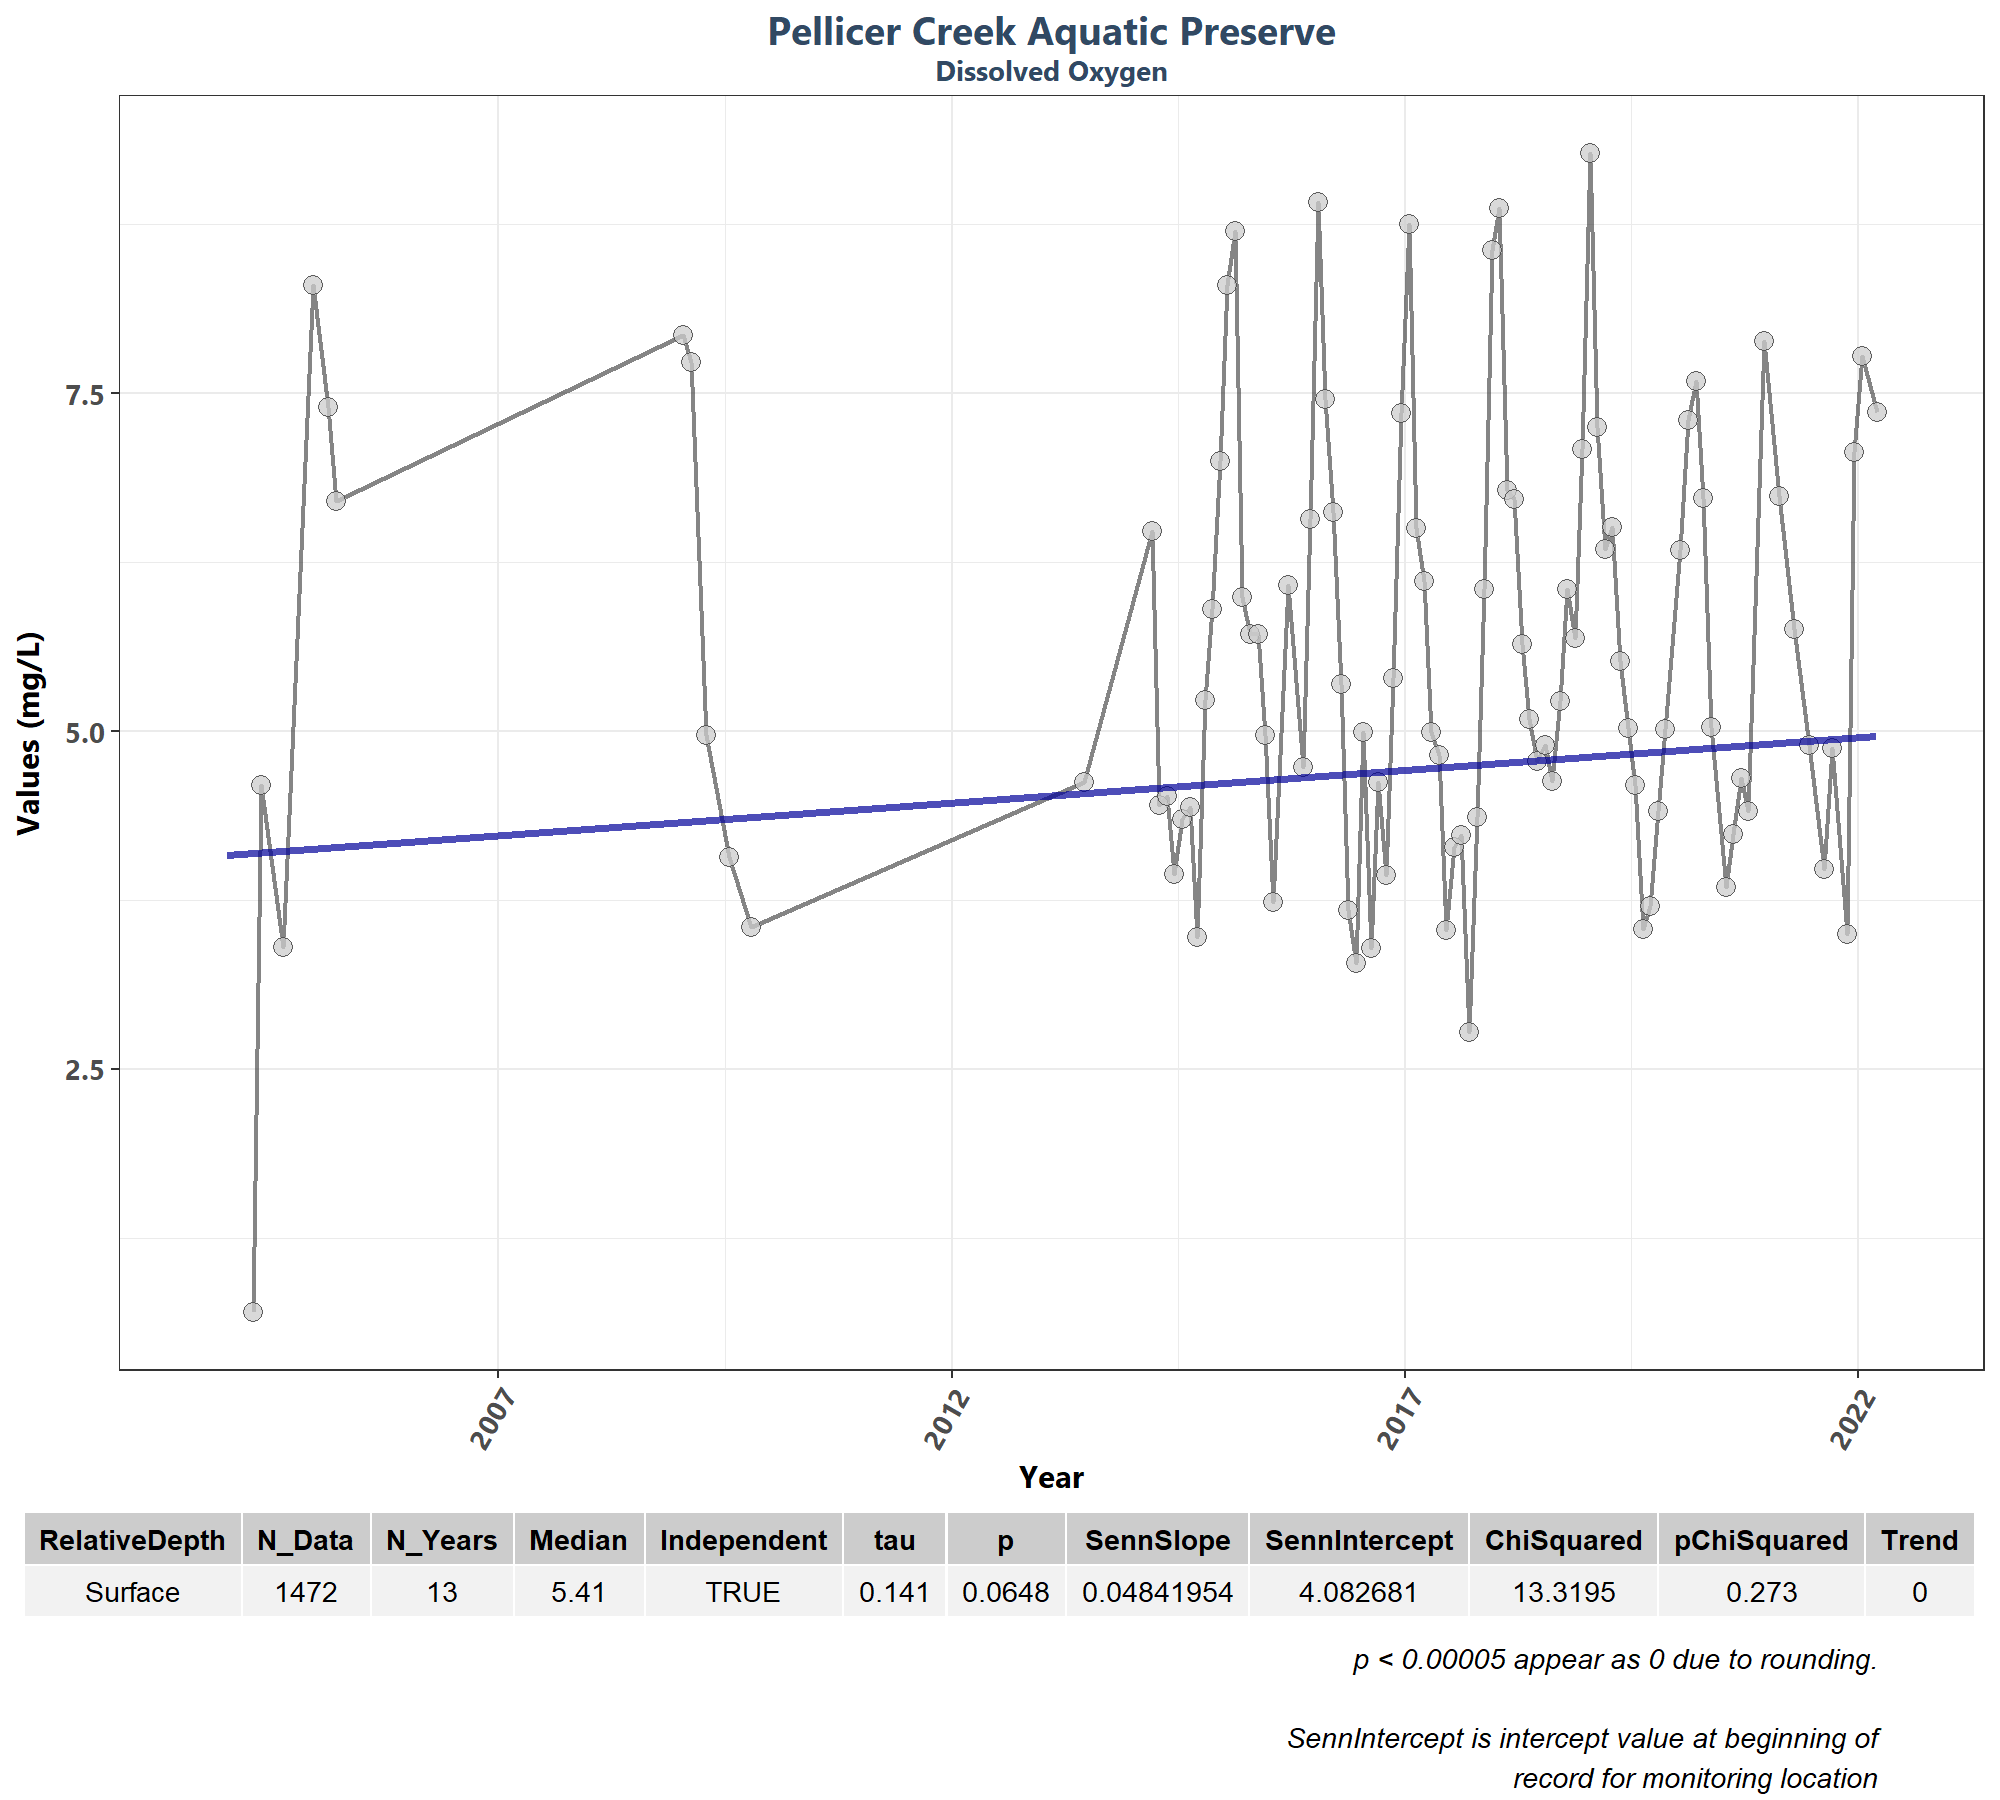 Pellicer Creek Aquatic Preserve
Dissolved Oxygen
Values (mg/L)
7.5
5.0
2.5
2007
2012
2017
2022
Year
RelativeDepth N_Data N_Years Median Independent tau p SennSlope SennIntercept ChiSquared pChiSquared Trend
Surface 1472 13 5.41 TRUE 0.141 0.0648 0.04841954 4.082681 13.3195 0.273 0
p < 0.00005 appear as 0 due to rounding.
SennIntercept is intercept value at beginning of
record for monitoring location